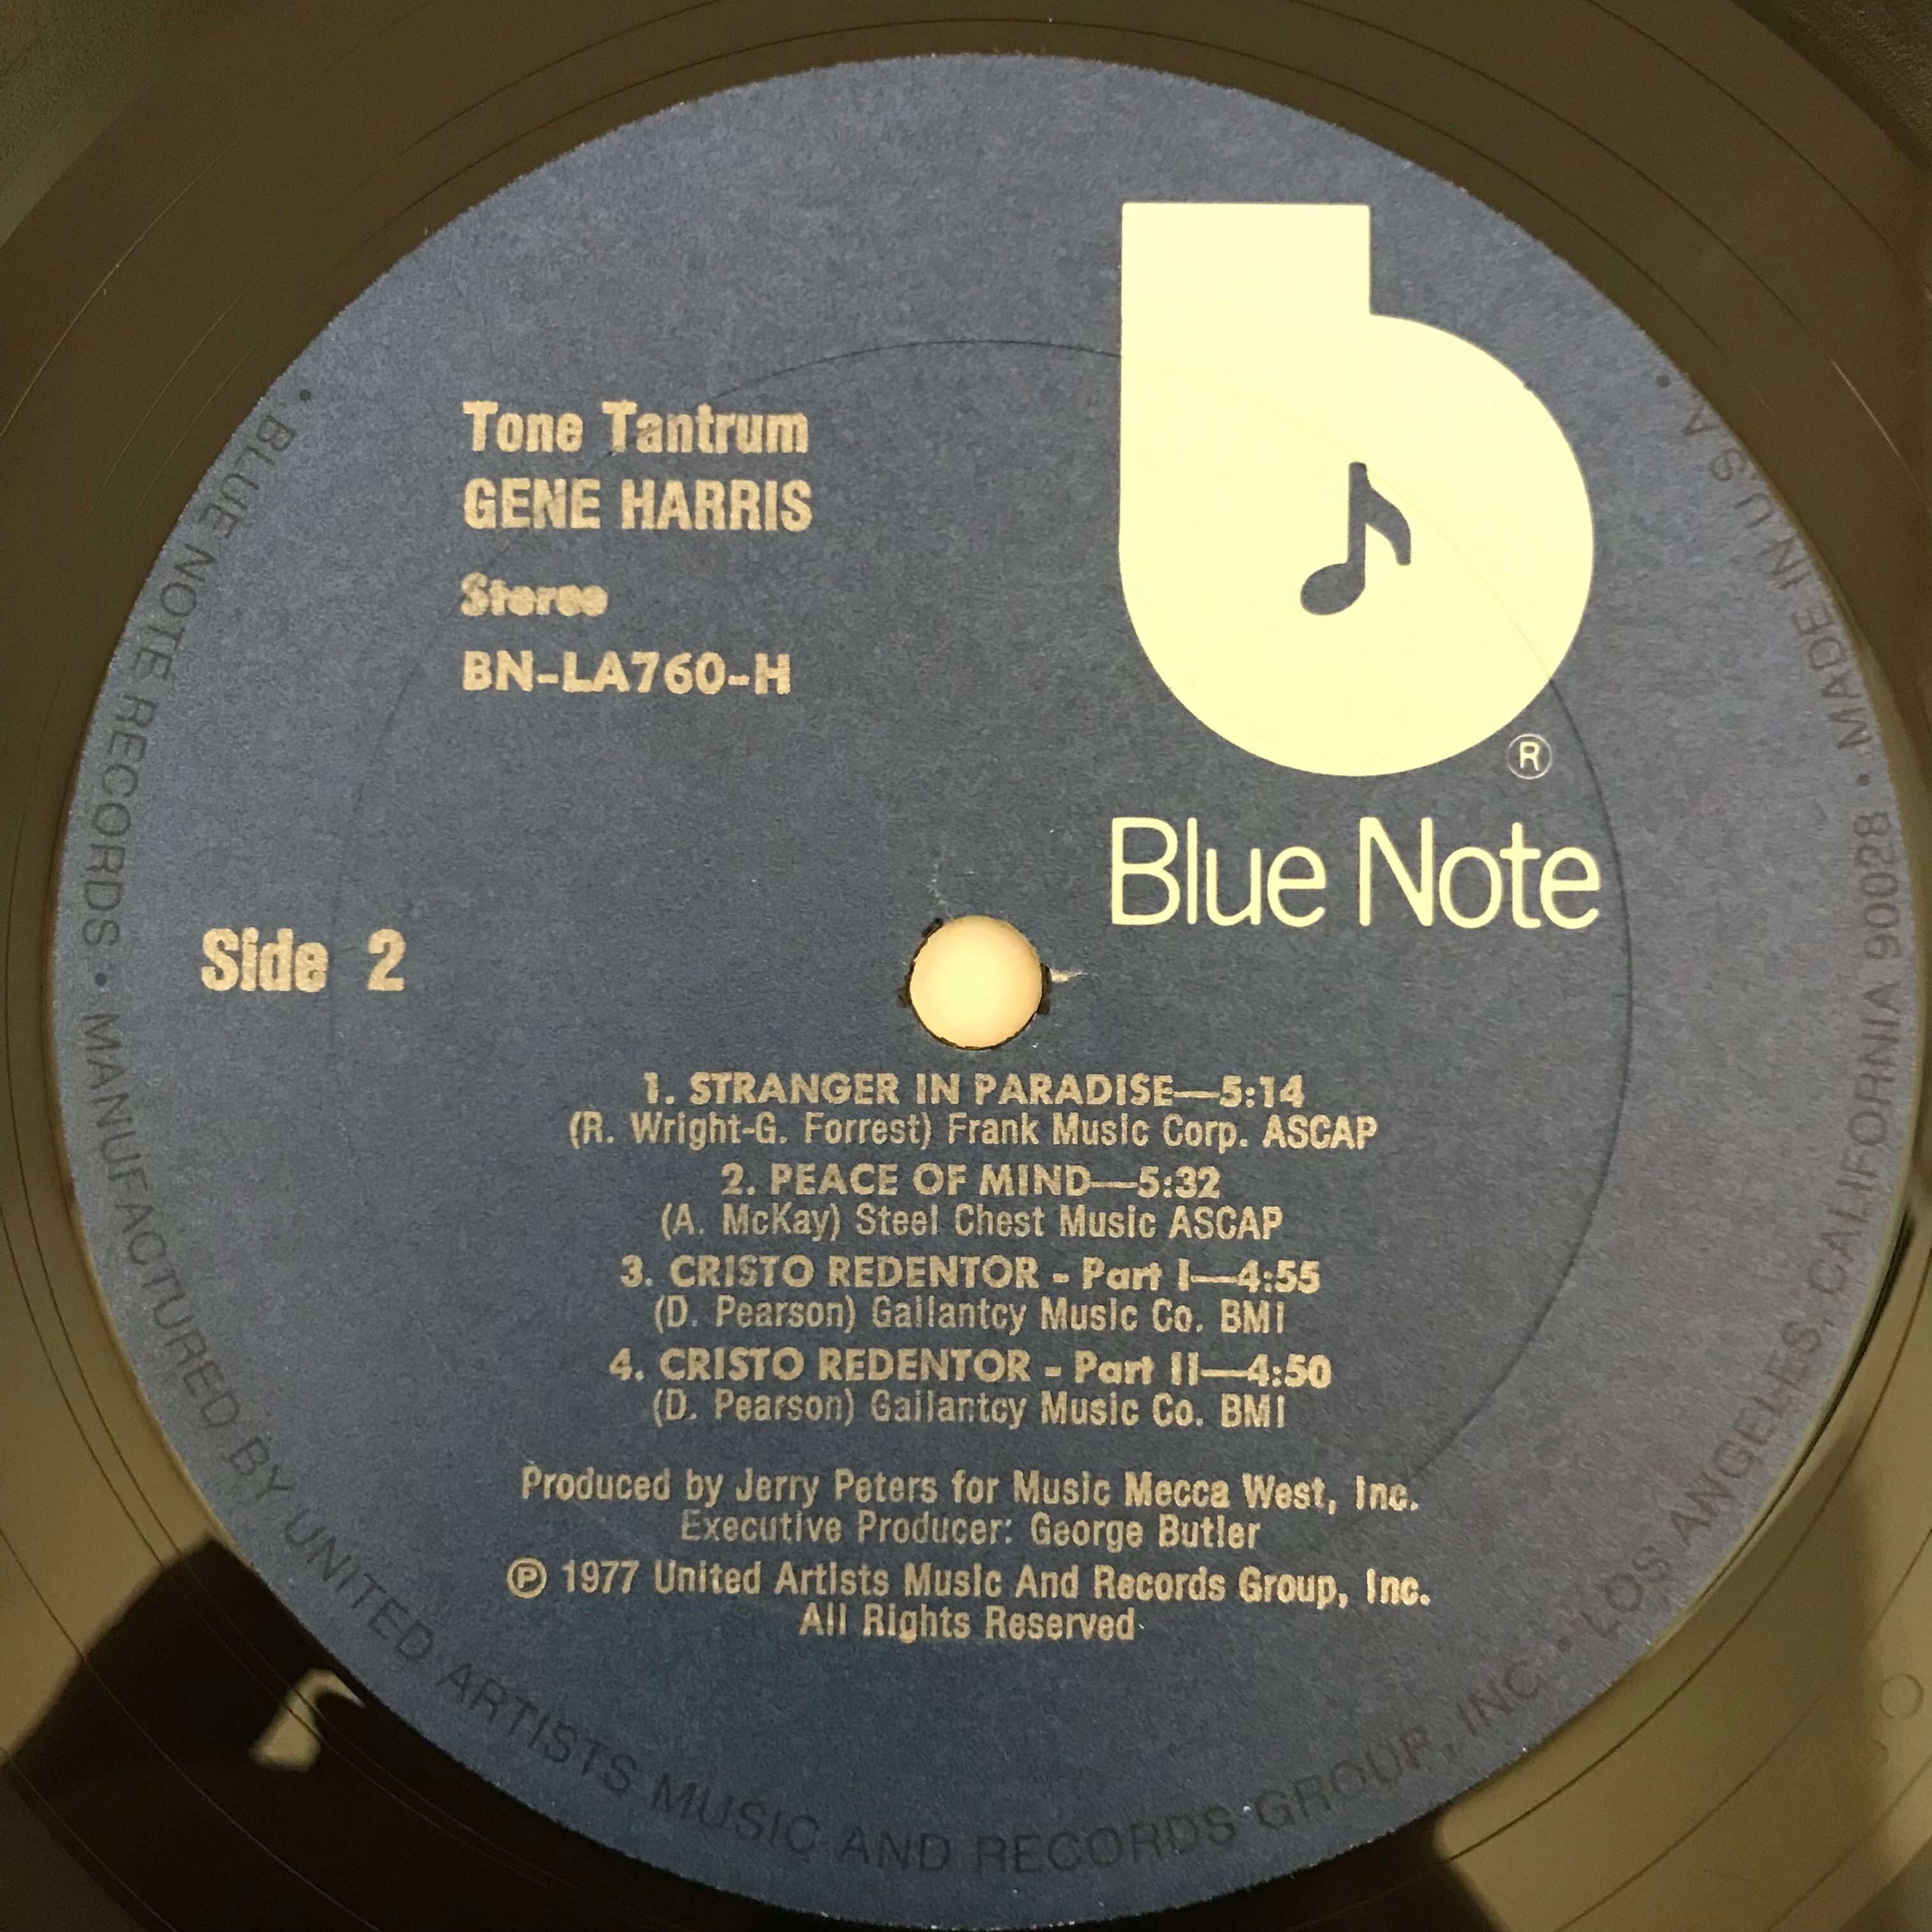 Tone Tantrum
GENE HARRIS
Stereo
BN-LA760-H
®
Blue Note
Side 2
1. STRANGER IN PARADISE—5:14
(R. Wright-G. Forrest) Frank Music Corp. ASCAP
2. PEACE OF MIND—5:32
(A. McKay) Steel Chest Music ASCAP
3. CRISTO REDENTOR - Part I—4:55
(D. Pearson) Gailantcy Music Co. BMI
4. CRISTO REDENTOR - Part II—4:50
(D. Pearson) Gailantcy Music Co. BMI
Produced by Jerry Peters for Music Mecca West, Inc.
Executive Producer: George Butler
℗ 1977 United Artists Music And Records Group, Inc.
All Rights Reserved
• BLUE NOTE RECORDS • MANUFACTURED BY UNITED ARTISTS MUSIC AND RECORDS GROUP, INC. • LOS ANGELES, CALIFORNIA 90028 • MADE IN U S A •